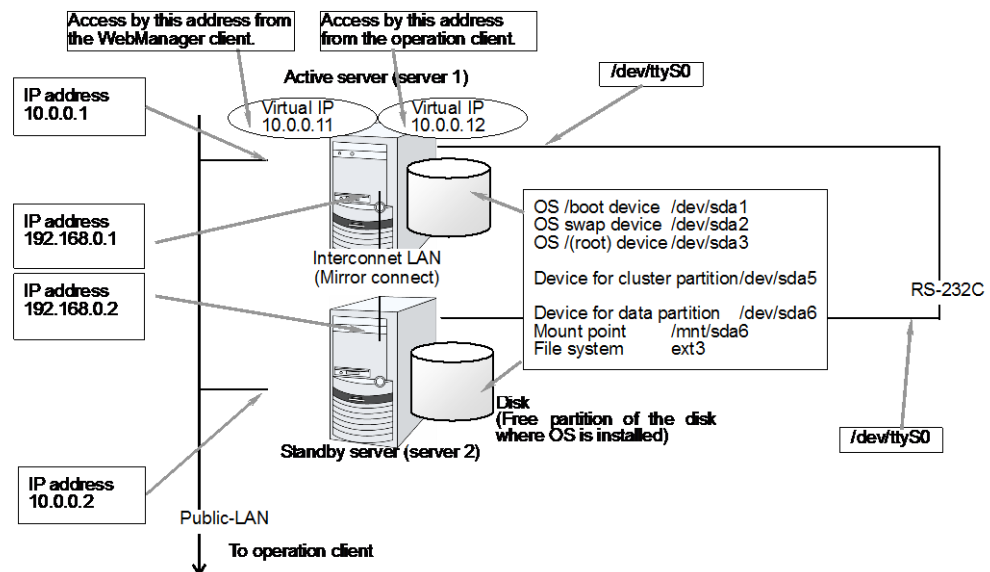 Access by this address from
the WebManager client.
Access by this address
from the operation client.
/dev/ttyS0
Active server (server 1)
IP address
10.0.0.1
Virtual IP
10.0.0.11
Virtual IP
10.0.0.12
IP address
192.168.0.1
OS /boot device /dev/sda1
OS swap device /dev/sda2
OS /(root) device /dev/sda3
Device for cluster partition/dev/sda5
Device for data partition /dev/sda6
Mount point /mnt/sda6
File system ext3
Interconnet LAN
(Mirror connect)
RS-232C
IP address
192.168.0.2
Disk
(Free partition of the disk
where OS is installed)
/dev/ttyS0
Standby server (server 2)
IP address
10.0.0.2
Public-LAN
To operation client